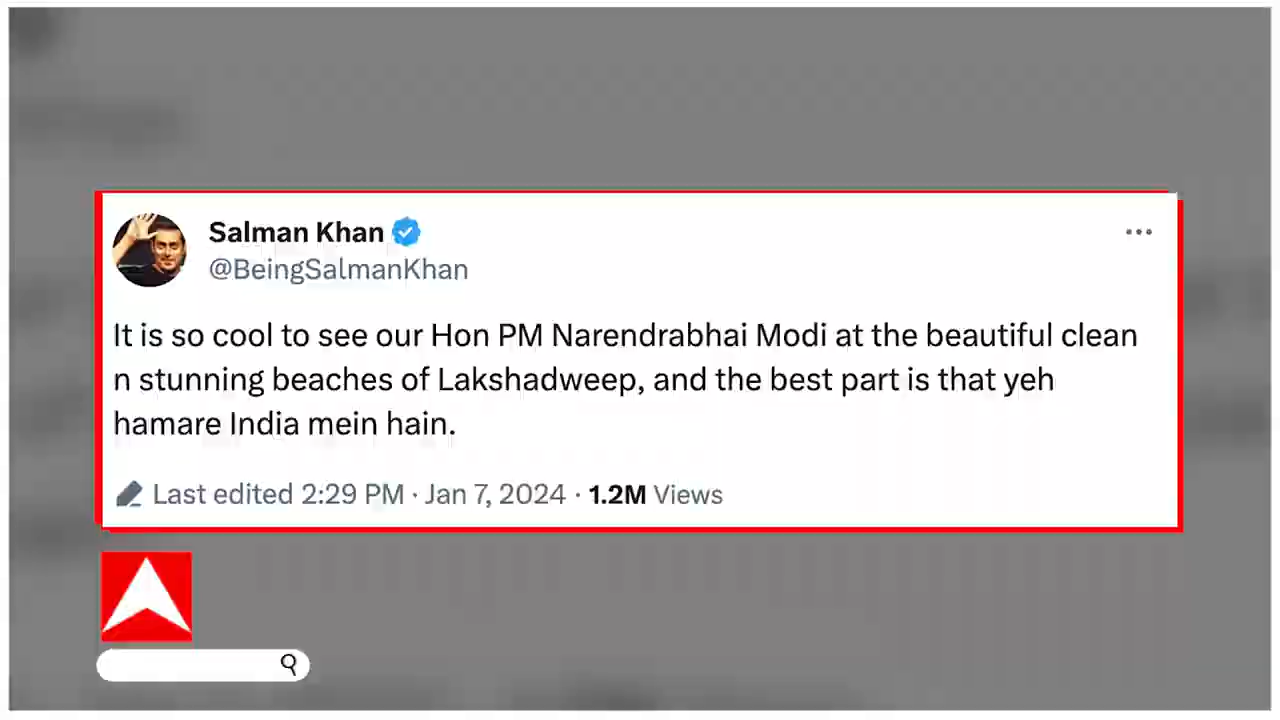 Salman Khan
@BeingSalmanKhan
It is so cool to see our Hon PM Narendrabhai Modi at the beautiful clean
n stunning beaches of Lakshadweep, and the best part is that yeh
hamare India mein hain.
Last edited 2:29 PM · Jan 7, 2024 · 1.2M Views